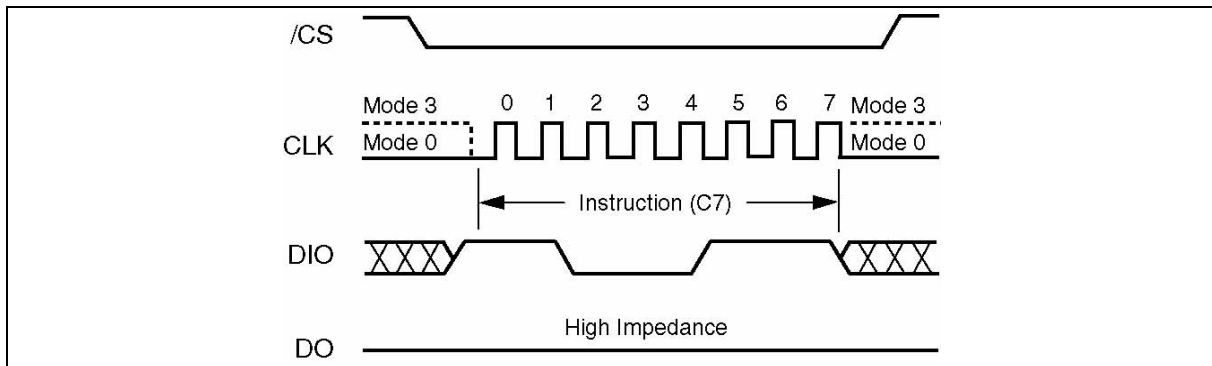 /CS
0 1 2 3 4 5 6 7
Mode 3 Mode 3
CLK Mode 0 Mode 0
Instruction (C7)
DIO
High Impedance
DO